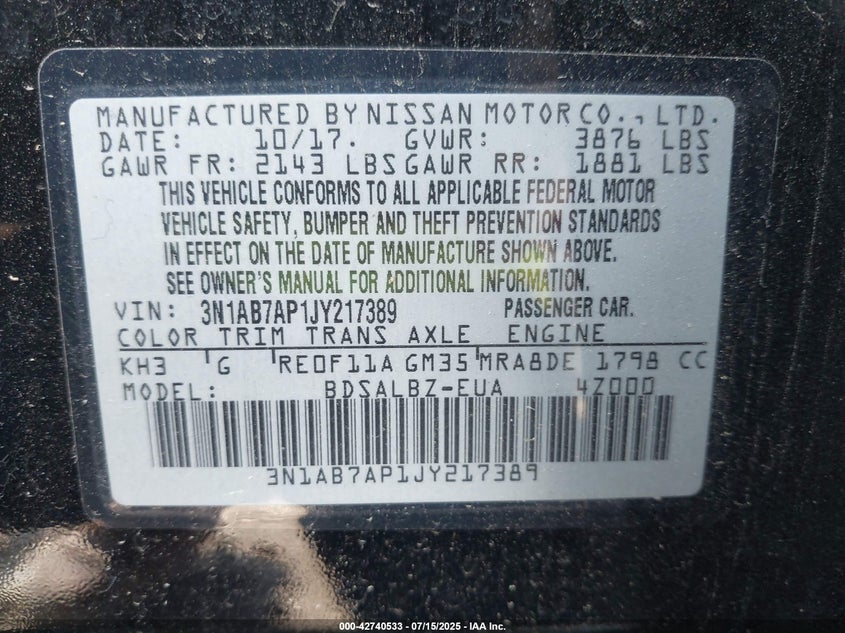 MANUFACTURED BY NISSAN MOTOR CO., LTD.
DATE: 10/17. GVWR: 3876 LBS
GAWR FR: 2143 LBS GAWR RR: 1881 LBS
THIS VEHICLE CONFORMS TO ALL APPLICABLE FEDERAL MOTOR
VEHICLE SAFETY, BUMPER AND THEFT PREVENTION STANDARDS
IN EFFECT ON THE DATE OF MANUFACTURE SHOWN ABOVE.
SEE OWNER'S MANUAL FOR ADDITIONAL INFORMATION.
VIN: 3N1AB7AP1JY217389 PASSENGER CAR.
COLOR TRIM TRANS AXLE ENGINE
KH3 G RE0F11A GM35 MRA8DE 1798 CC
MODEL: BDSALBZ-EUA 4Z000
3N1AB7AP1JY217389
000-42740533 - 07/15/2025 - IAA Inc.